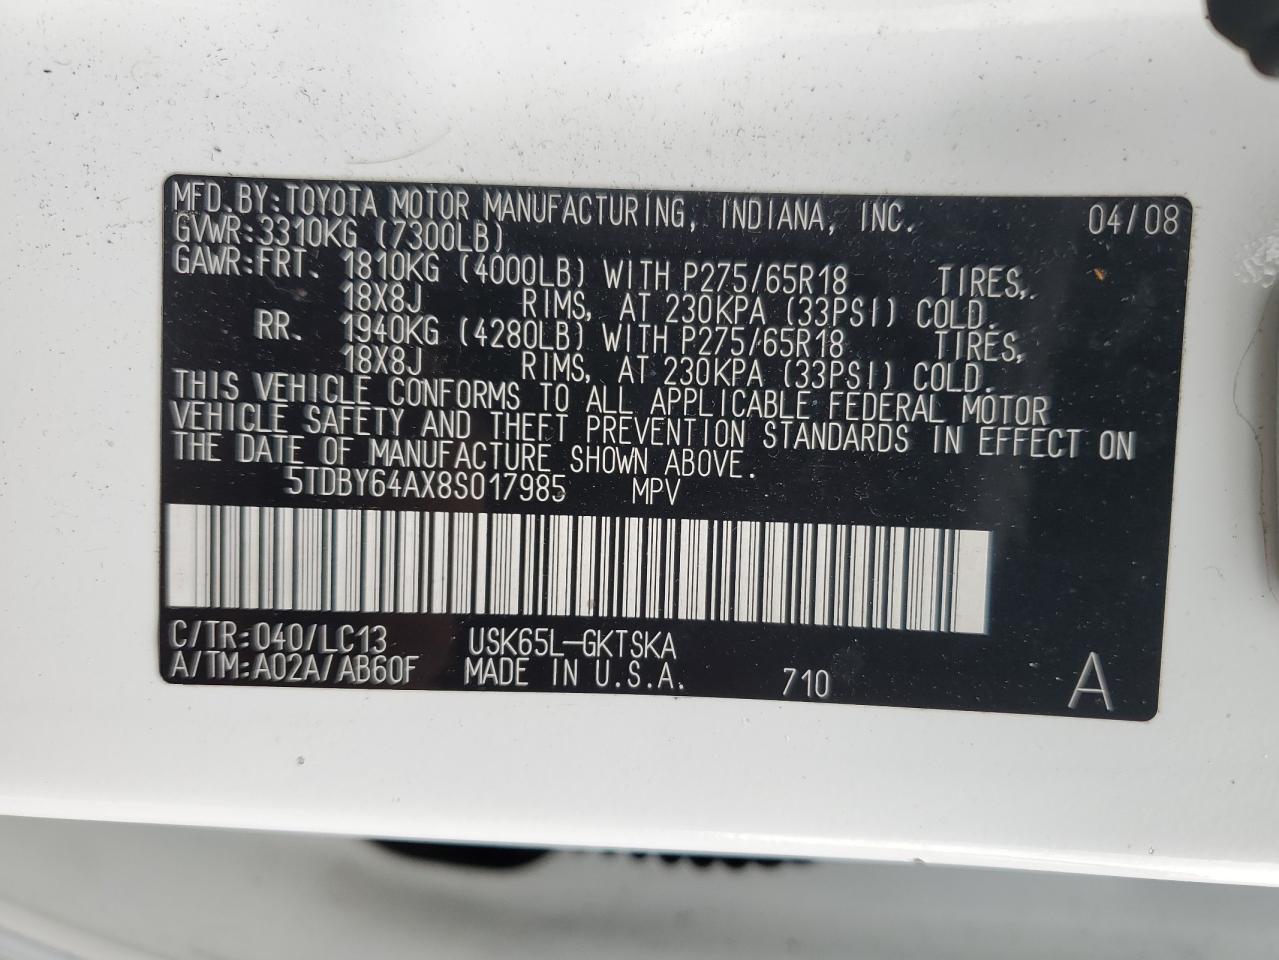 MFD.BY:TOYOTA MOTOR MANUFACTURING, INDIANA, INC. 04/08
GVWR:3310KG (7300LB)
GAWR:FRT. 1810KG (4000LB) WITH P275/65R18 TIRES,
18X8J RIMS, AT 230KPA (33PSI) COLD.
RR. 1940KG (4280LB) WITH P275/65R18 TIRES,
18X8J RIMS, AT 230KPA (33PSI) COLD.
THIS VEHICLE CONFORMS TO ALL APPLICABLE FEDERAL MOTOR
VEHICLE SAFETY AND THEFT PREVENTION STANDARDS IN EFFECT ON
THE DATE OF MANUFACTURE SHOWN ABOVE.
5TDBY64AX8S017985 MPV
C/TR:040/LC13 USK65L-GKTSKA
A/TM:A02A/AB60F MADE IN U.S.A. 710 A